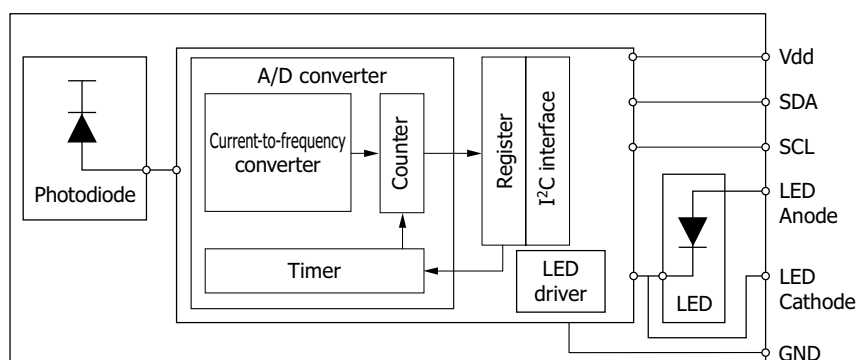 A/D converter
Photodiode
Current-to-frequency
converter
Counter
Timer
Register
I²C interface
LED
driver
LED
Vdd
SDA
SCL
LED
Anode
LED
Cathode
GND